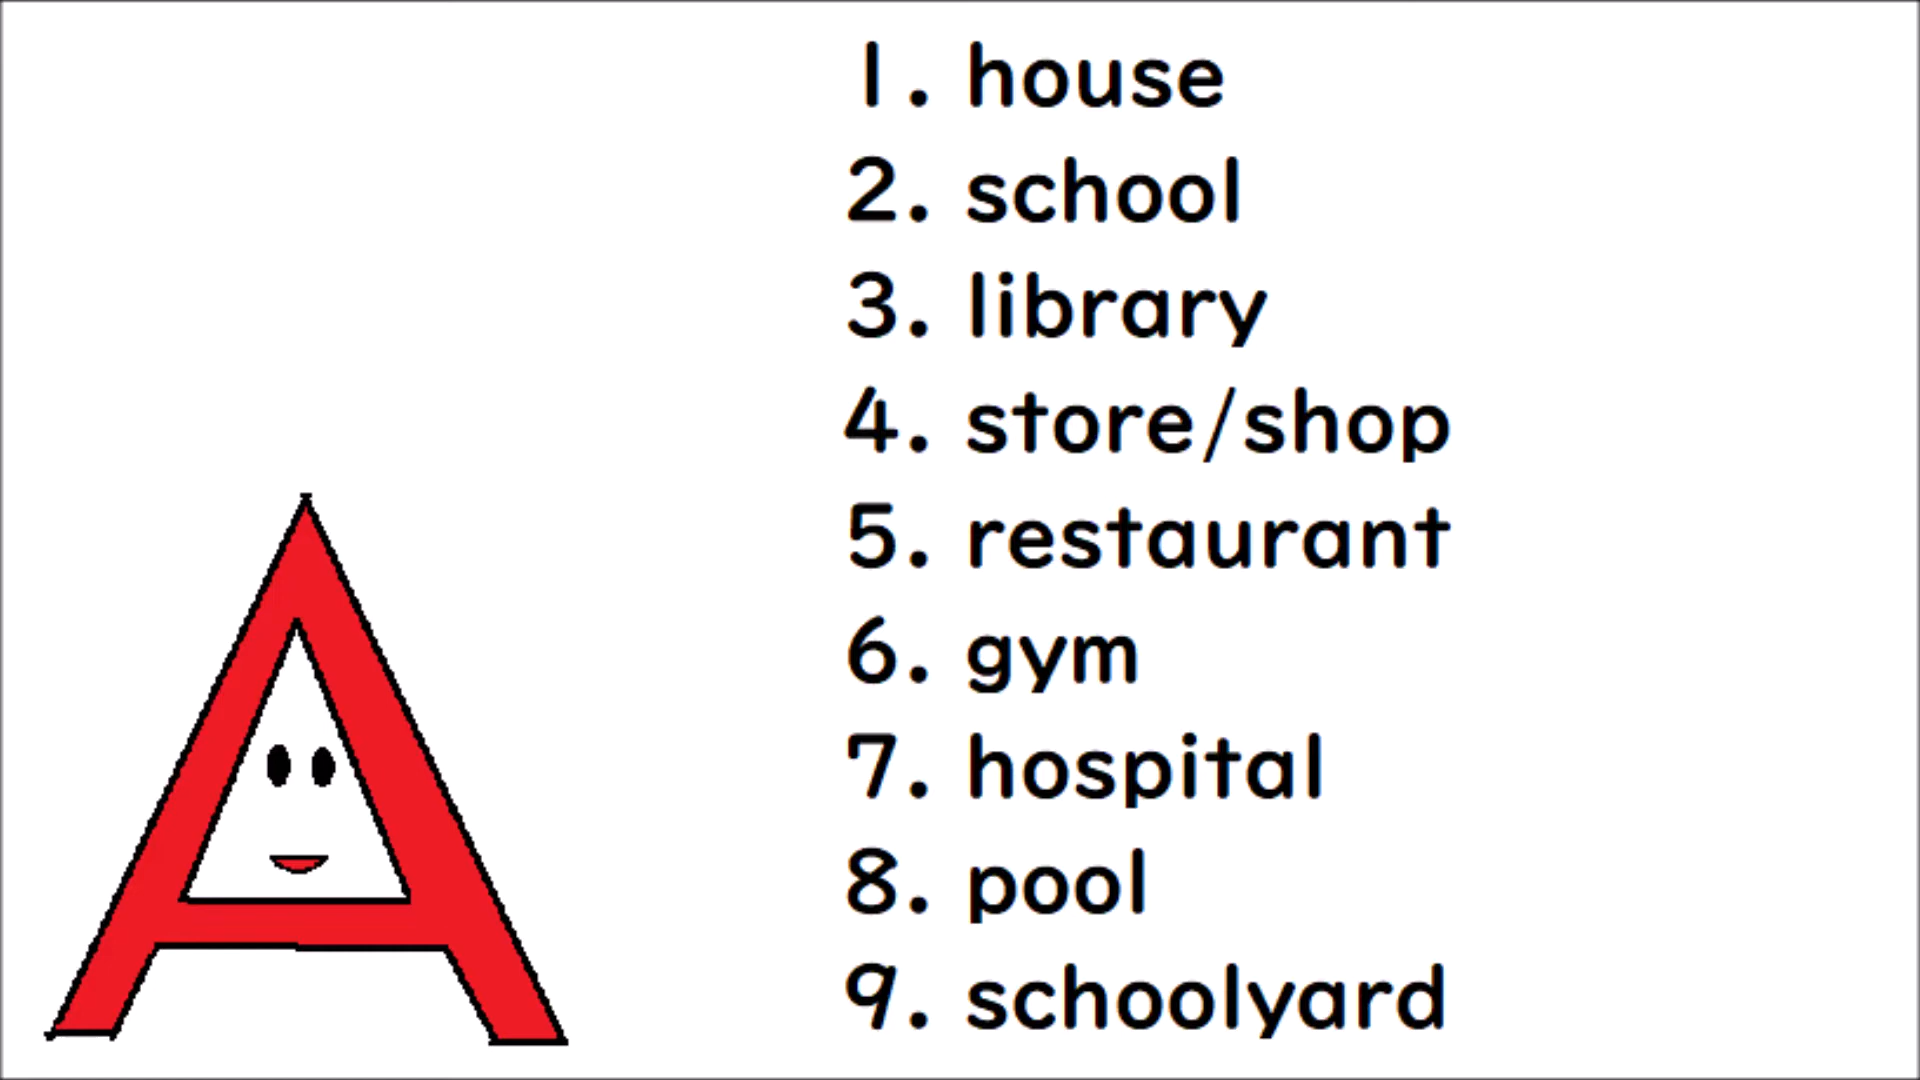 A
1. house
2. school
3. library
4. store/shop
5. restaurant
6. gym
7. hospital
8. pool
9. schoolyard